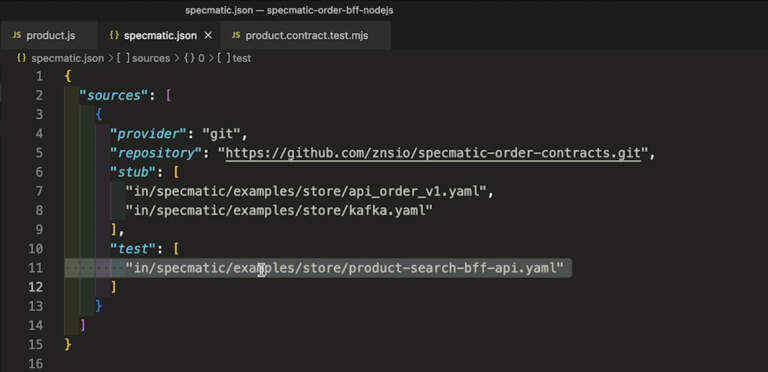 specmatic.json — specmatic-order-bff-nodejs
JS product.js {} specmatic.json × JS product.contract.test.mjs
{} specmatic.json > [ ] sources > {} 0 > [ ] test
1 {
2 "sources": [
3 {
4 "provider": "git",
5 "repository": "https://github.com/znsio/specmatic-order-contracts.git",
6 "stub": [
7 "in/specmatic/examples/store/api_order_v1.yaml",
8 "in/specmatic/examples/store/kafka.yaml"
9 ],
10 "test": [
11 "in/specmatic/examples/store/product-search-bff-api.yaml"
12 ]
13 }
14 ]
15 }
16